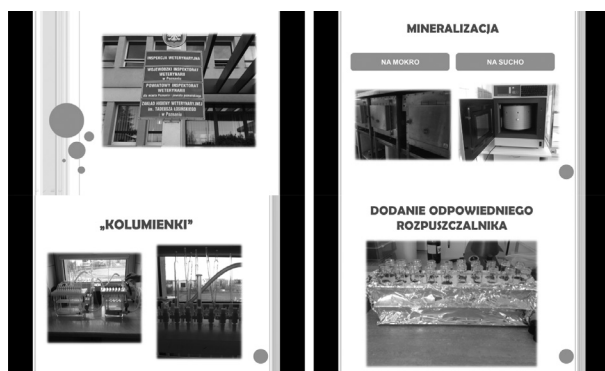 INSPEKCJA WETERYNARYJNA
WOJEWÓDZKI INSPEKTORAT
WETERYNARII
w Poznaniu
POWIATOWY INSPEKTORAT
WETERYNARII
ZAKŁAD HIGIENY WETERYNARYJNEJ
w Poznaniu
MINERALIZACJA
NA MOKRO
NA SUCHO
„KOLUMIENKI”
DODANIE ODPOWIEDNIEGO
ROZPUSZCZALNIKA